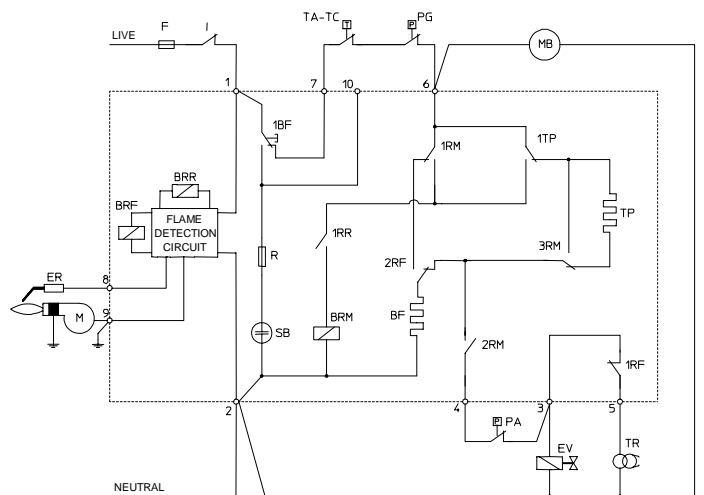 TA-TC
PG
F
I
LIVE
T
P
MB
1
7
10
6
1BF
1RM
1TP
BRR
BRF
FLAME
DETECTION
CIRCUIT
TP
1RR
3RM
R
2RF
ER
8
BF
9
M
SB
BRM
2RM
1RF
2
4
3
5
P
PA
EV
TR
NEUTRAL